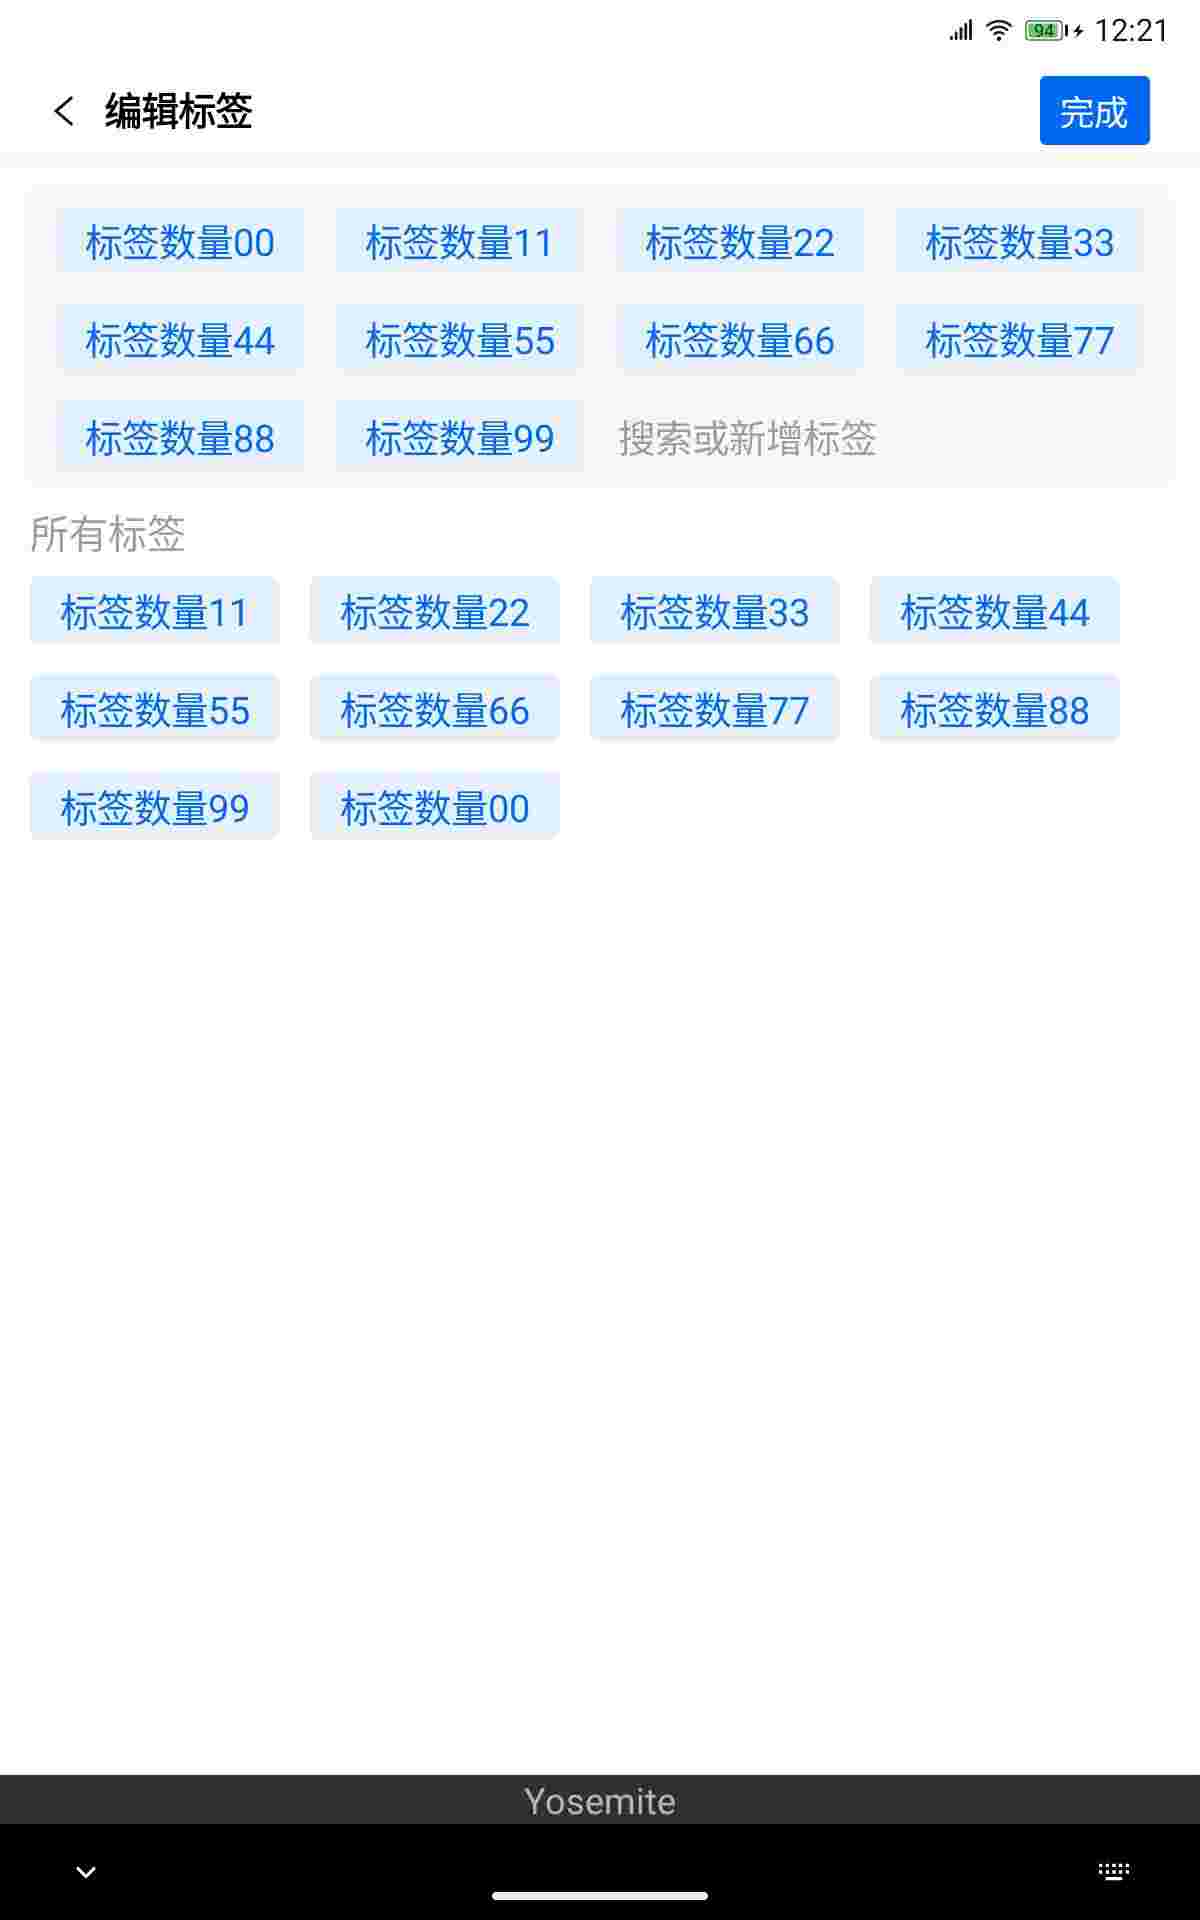 94 12:21
编辑标签 完成
标签数量00 标签数量11 标签数量22 标签数量33
标签数量44 标签数量55 标签数量66 标签数量77
标签数量88 标签数量99 搜索或新增标签
所有标签
标签数量11 标签数量22 标签数量33 标签数量44
标签数量55 标签数量66 标签数量77 标签数量88
标签数量99 标签数量00
Yosemite